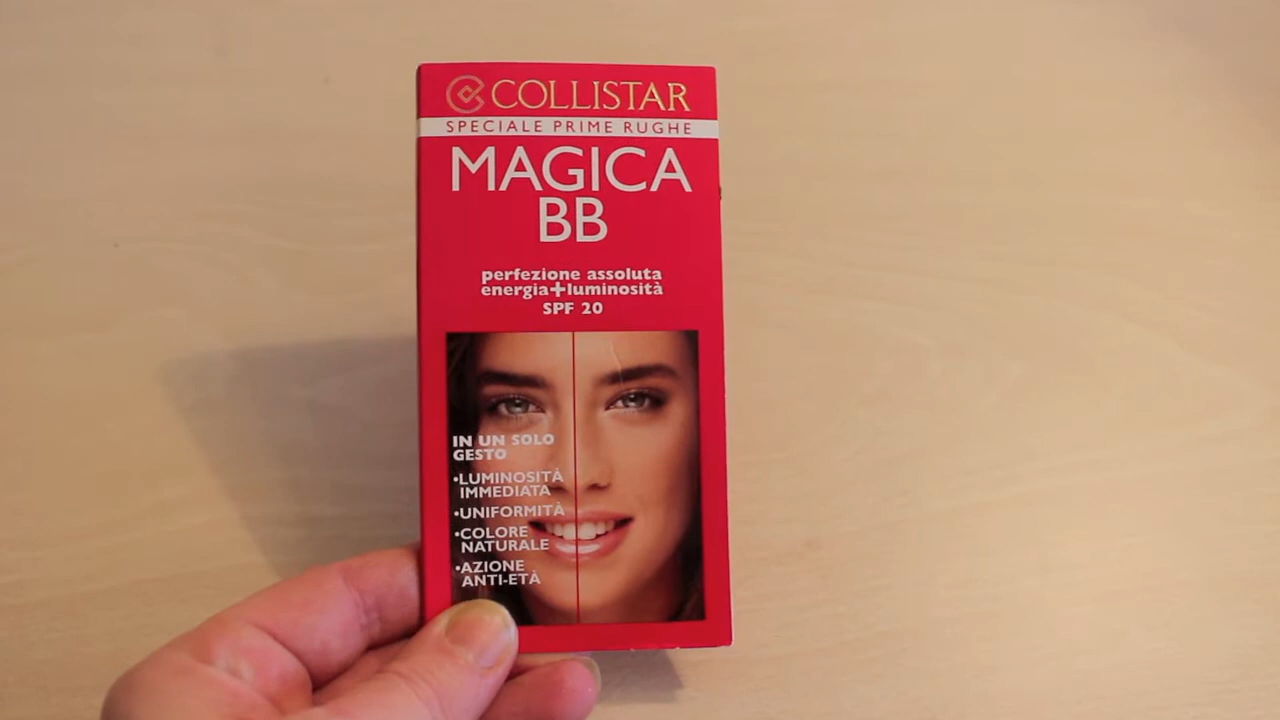 COLLISTAR
SPECIALE PRIME RUGHE
MAGICA
BB
perfezione assoluta
energia+luminosità
SPF 20
IN UN SOLO
GESTO
•LUMINOSITÀ
IMMEDIATA
•UNIFORMITÀ
•COLORE
NATURALE
•AZIONE
ANTI-ETÀ